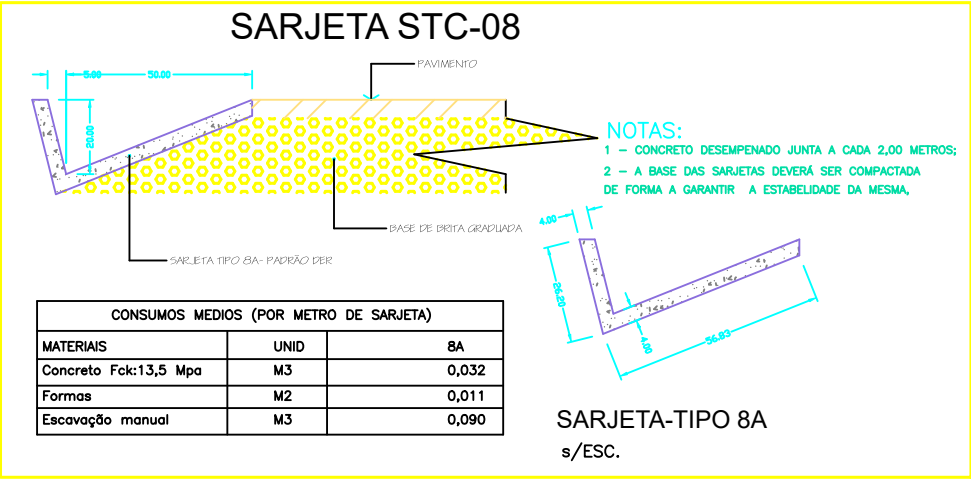 SARJETA STC-08
PAVIMENTO
5.00
50.00
20.00
NOTAS:
1 - CONCRETO DESEMPENADO JUNTA A CADA 2,00 METROS;
2 - A BASE DAS SARJETAS DEVERÁ SER COMPACTADA
DE FORMA A GARANTIR A ESTABELIDADE DA MESMA,
BASE DE BRITA GRADUADA
SARJETA TIPO 8A- PADRÃO DER
4.00
26.20
4.00
56.83
CONSUMOS MEDIOS (POR METRO DE SARJETA)
MATERIAIS UNID 8A
Concreto Fck:13,5 Mpa M3 0,032
Formas M2 0,011
Escavação manual M3 0,090
SARJETA-TIPO 8A
s/ESC.